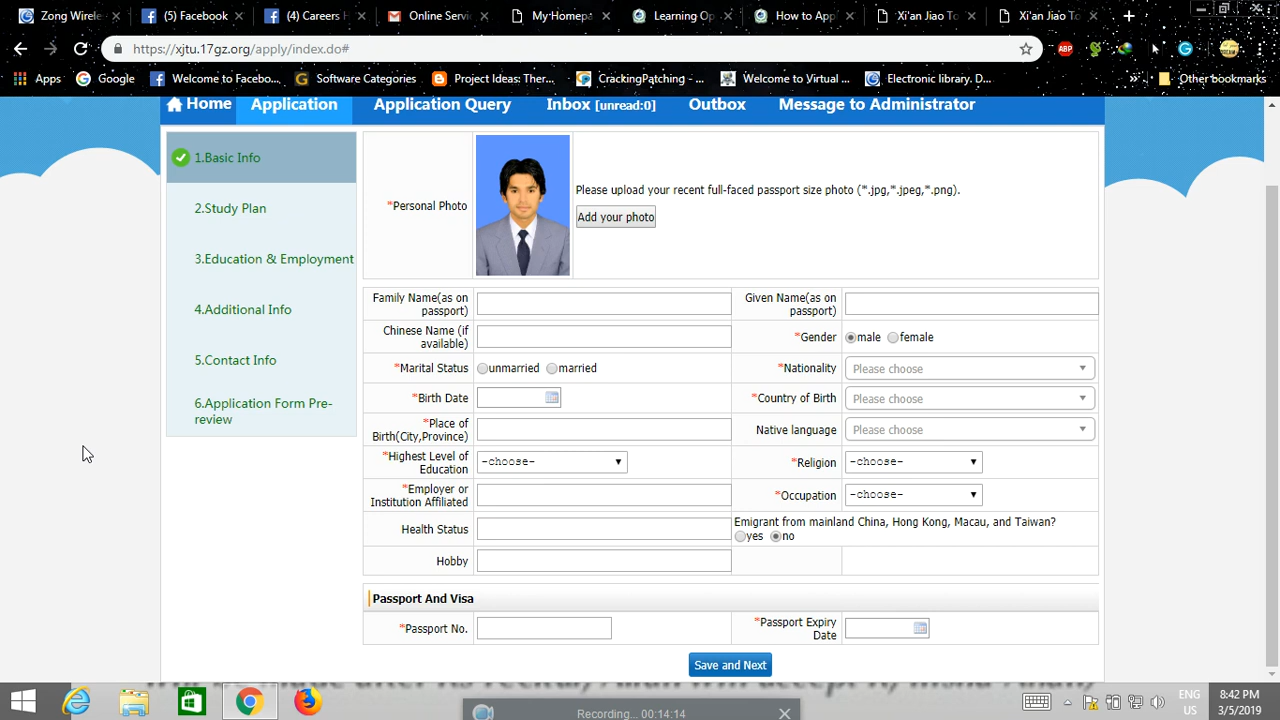 Zong Wirele
(5) Facebook
(4) Careers
Online Serv
My Homepa
Learning Op
How to App
Xi'an Jiao To
Xi'an Jiao To
https://xjtu.17gz.org/apply/index.do#
ABP
Apps
Google
Welcome to Facebo...
Software Categories
Project Ideas: Ther...
CrackingPatching - ...
Welcome to Virtual ...
Electronic library. D...
Other bookmarks
Home
Application
Application Query
Inbox [unread:0]
Outbox
Message to Administrator
1.Basic Info
2.Study Plan
3.Education & Employment
4.Additional Info
5.Contact Info
6.Application Form Pre-
review
*Personal Photo
Please upload your recent full-faced passport size photo (*.jpg,*.jpeg,*.png).
Add your photo
Family Name(as on
passport)
Given Name(as on
passport)
Chinese Name (if
available)
*Gender
male female
*Marital Status
unmarried married
*Nationality
Please choose
*Birth Date
*Country of Birth
Please choose
*Place of
Birth(City,Province)
Native language
Please choose
*Highest Level of
Education
-choose-
*Religion
-choose-
*Employer or
Institution Affiliated
*Occupation
-choose-
Health Status
Emigrant from mainland China, Hong Kong, Macau, and Taiwan?
yes no
Hobby
Passport And Visa
*Passport No.
*Passport Expiry
Date
Save and Next
ENG
US
8:42 PM
3/5/2019
Recording... 00:14:14